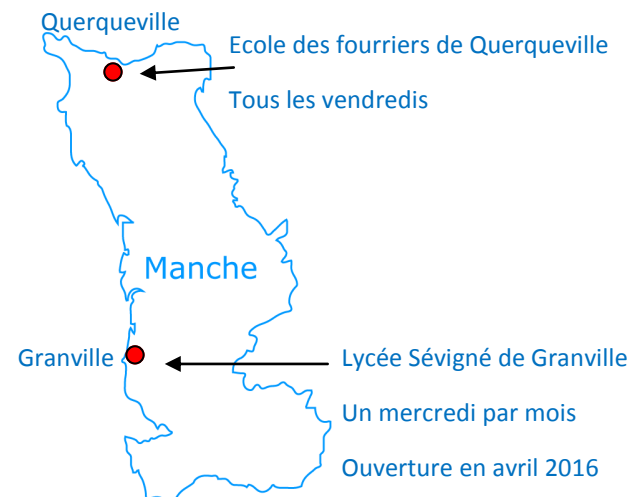 Querqueville
Ecole des fourriers de Querqueville
Tous les vendredis
Manche
Granville
Lycée Sévigné de Granville
Un mercredi par mois
Ouverture en avril 2016